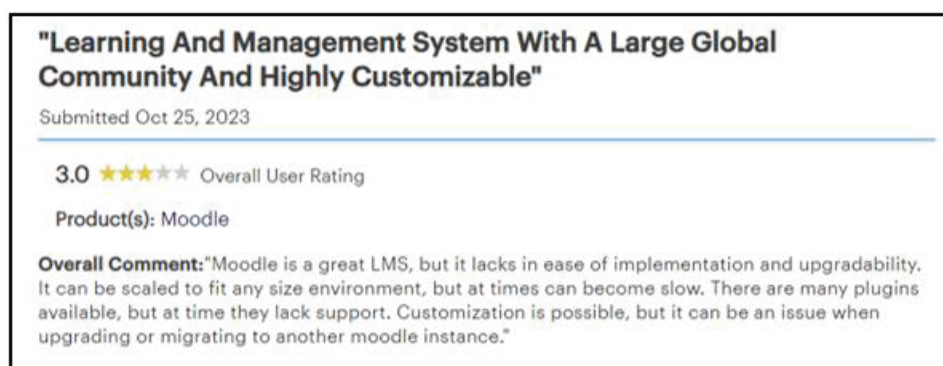 "Learning And Management System With A Large Global
Community And Highly Customizable"
Submitted Oct 25, 2023
3.0 ★★★★★ Overall User Rating
Product(s): Moodle
Overall Comment:"Moodle is a great LMS, but it lacks in ease of implementation and upgradability.
It can be scaled to fit any size environment, but at times can become slow. There are many plugins
available, but at time they lack support. Customization is possible, but it can be an issue when
upgrading or migrating to another moodle instance."